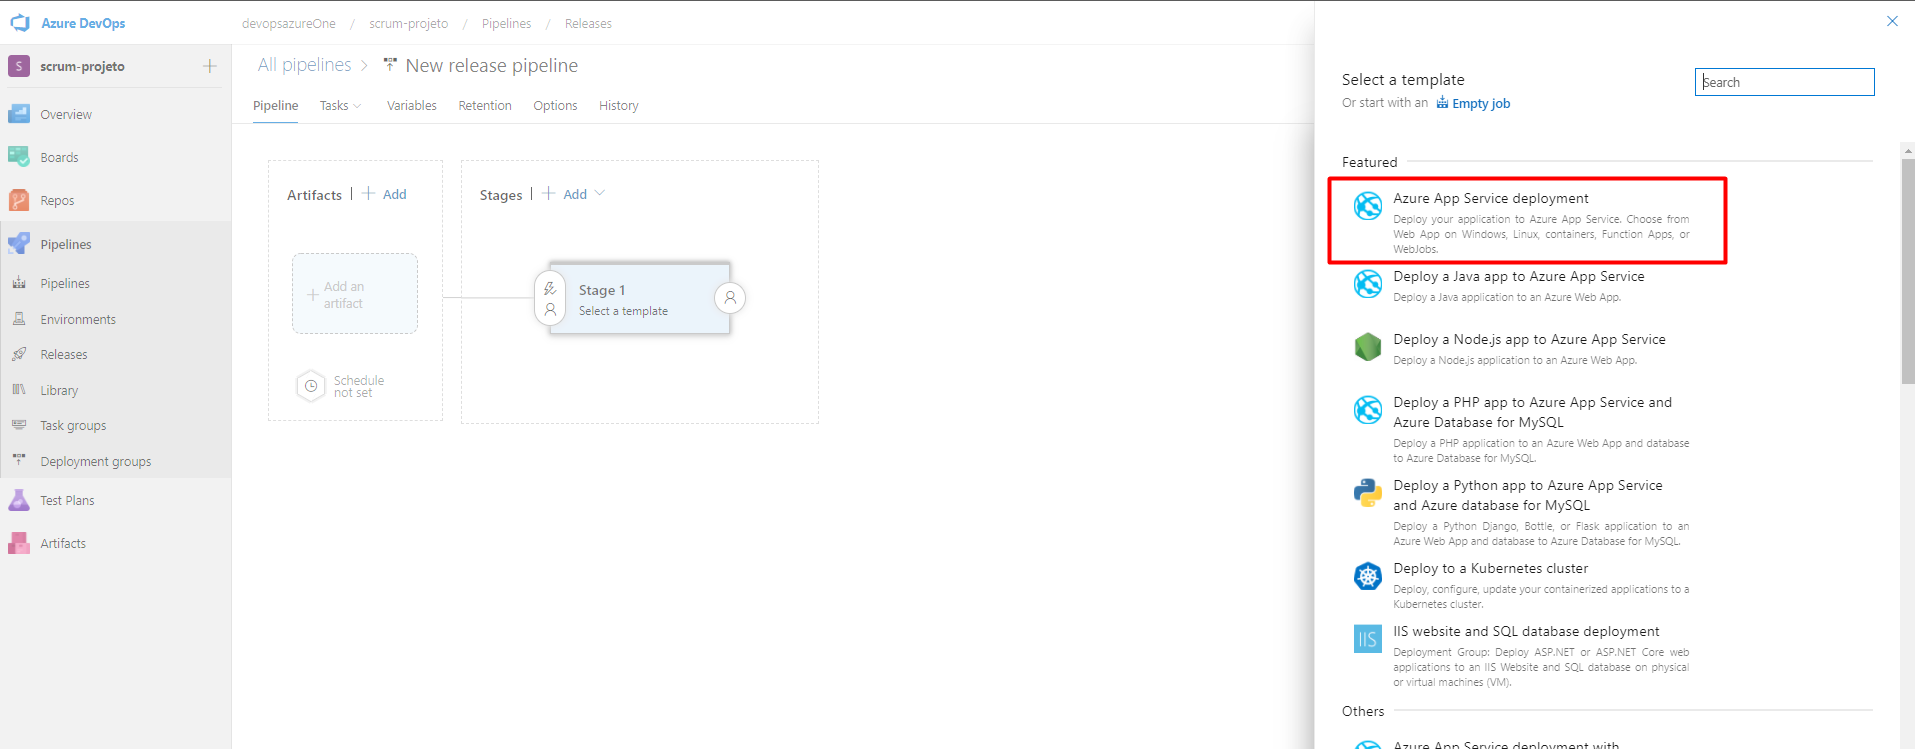 Azure DevOps
devopsazureOne / scrum-projeto / Pipelines / Releases
S scrum-projeto
Overview
Boards
Repos
Pipelines
Pipelines
Environments
Releases
Library
Task groups
Deployment groups
Test Plans
Artifacts
All pipelines > New release pipeline
Pipeline Tasks Variables Retention Options History
Artifacts | + Add
Add an
artifact
Schedule
not set
Stages | + Add
Stage 1
Select a template
Select a template
Or start with an Empty job
Search
Featured
Azure App Service deployment
Deploy your application to Azure App Service. Choose from
Web App on Windows, Linux, containers, Function Apps, or
WebJobs.
Deploy a Java app to Azure App Service
Deploy a Java application to an Azure Web App.
Deploy a Node.js app to Azure App Service
Deploy a Node.js application to an Azure Web App.
Deploy a PHP app to Azure App Service and
Azure Database for MySQL
Deploy a PHP application to an Azure Web App and database
to Azure Database for MySQL.
Deploy a Python app to Azure App Service
and Azure database for MySQL
Deploy a Python Django, Bottle, or Flask application to an
Azure Web App and database to Azure Database for MySQL.
Deploy to a Kubernetes cluster
Deploy, configure, update your containerized applications to a
Kubernetes cluster.
IIS
IIS website and SQL database deployment
Deployment Group: Deploy ASP.NET or ASP.NET Core web
applications to an IIS Website and SQL database on physical
or virtual machines (VM).
Others
Azure App Service deployment with